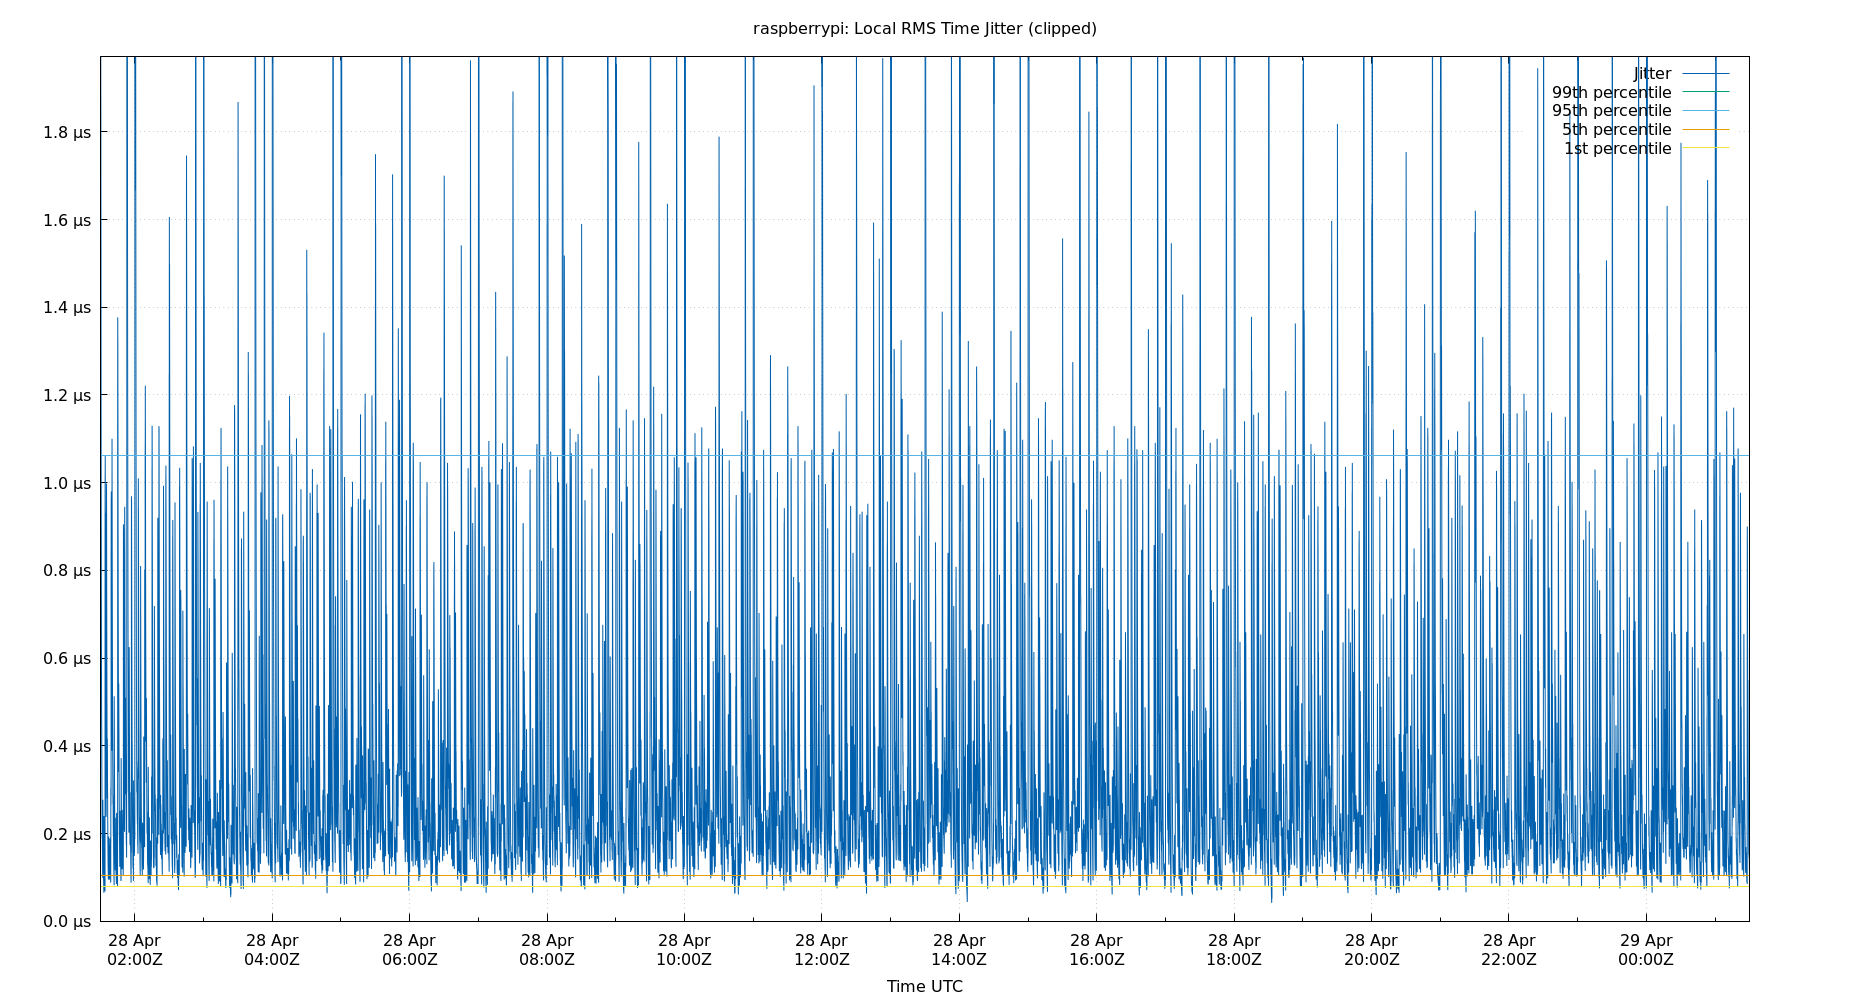 raspberrypi: Local RMS Time Jitter (clipped)
Jitter
99th percentile
95th percentile
5th percentile
1st percentile
1.8 µs
1.6 µs
1.4 µs
1.2 µs
1.0 µs
0.8 µs
0.6 µs
0.4 µs
0.2 µs
0.0 µs
28 Apr 28 Apr 28 Apr 28 Apr 28 Apr 28 Apr 28 Apr 28 Apr 28 Apr 28 Apr 28 Apr 29 Apr
02:00Z 04:00Z 06:00Z 08:00Z 10:00Z 12:00Z 14:00Z 16:00Z 18:00Z 20:00Z 22:00Z 00:00Z
Time UTC